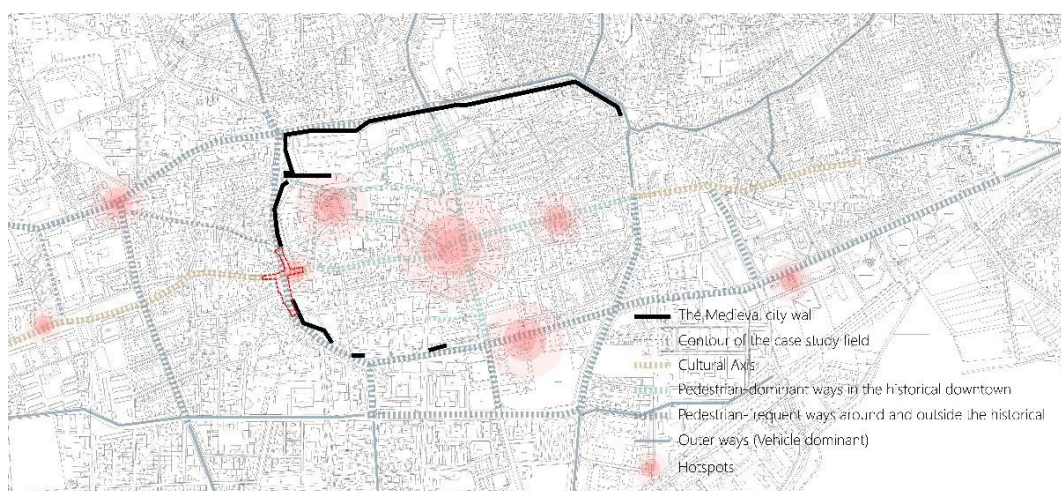 The Medieval city wal
Contour of the case study field
Cultural Axis
Pedestrian-dominant ways in the historical downtown
Pedestrian-frequent ways around and outside the historical
Outer ways (Vehicle dominant)
Hotspots